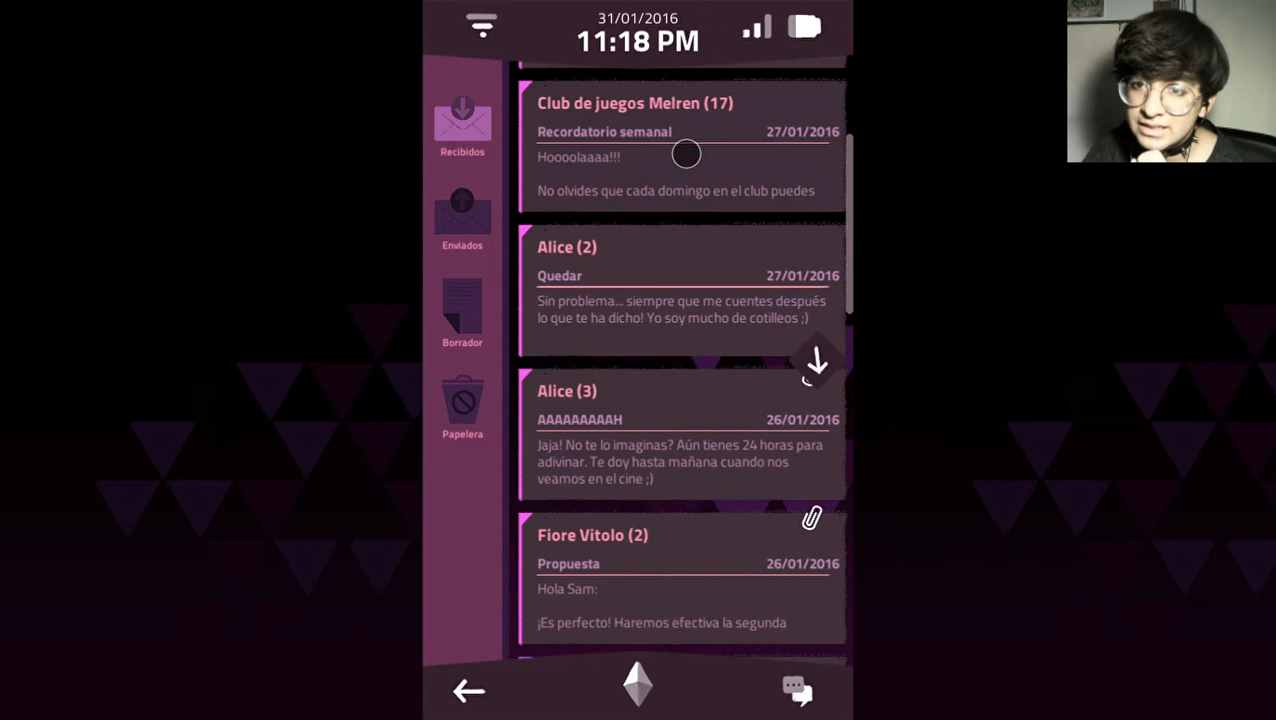 31/01/2016
11:18 PM
Recibidos
Enviados
Borrador
Papelera
Club de juegos Melren (17)
Recordatorio semanal 27/01/2016
Hoooolaaaa!!!
No olvides que cada domingo en el club puedes
Alice (2)
Quedar 27/01/2016
Sin problema... siempre que me cuentes después
lo que te ha dicho! Yo soy mucho de cotilleos ;)
Alice (3)
AAAAAAAAAH 26/01/2016
Jaja! No te lo imaginas? Aún tienes 24 horas para
adivinar. Te doy hasta mañana cuando nos
veamos en el cine ;)
Fiore Vitolo (2)
Propuesta 26/01/2016
Hola Sam:
¡Es perfecto! Haremos efectiva la segunda